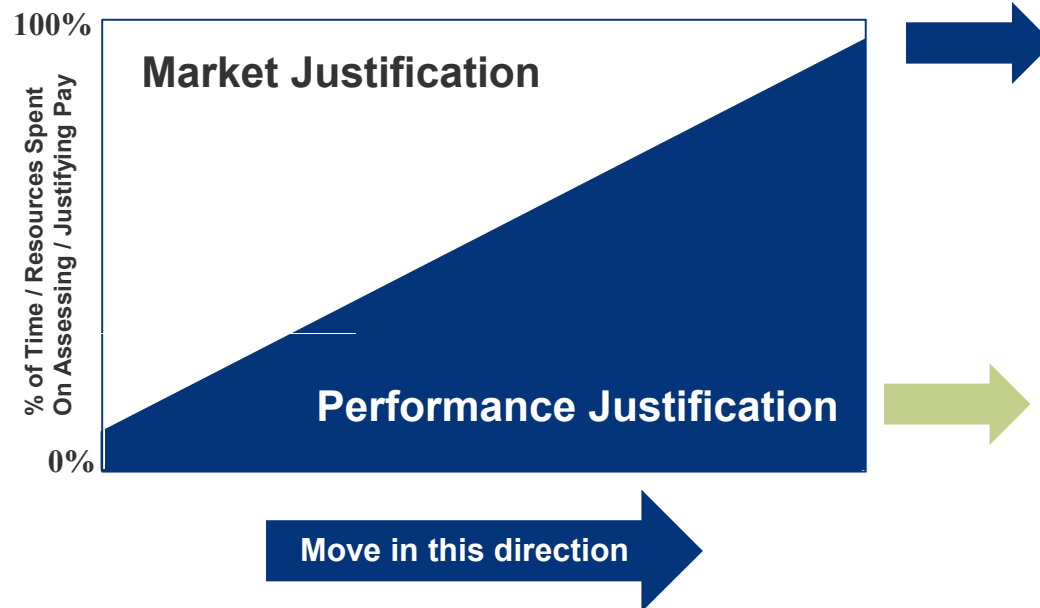 100%
Market Justification
% of Time / Resources Spent
On Assessing / Justifying Pay
Performance Justification
0%
Move in this direction